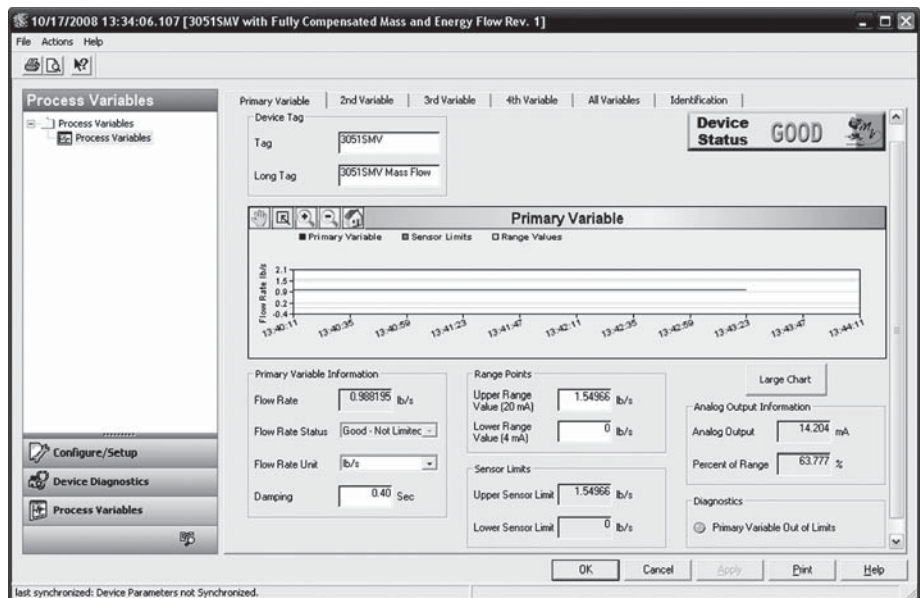 10/17/2008 13:34:06.107 [3051SMV with Fully Compensated Mass and Energy Flow Rev. 1]
File Actions Help
Process Variables
Process Variables
Process Variables
Configure/Setup
Device Diagnostics
Process Variables
Primary Variable 2nd Variable 3rd Variable 4th Variable All Variables Identification
Device Tag
Tag 3051SMV
Long Tag 3051SMV Mass Flow
Device Status GOOD
Primary Variable
Primary Variable Sensor Limits Range Values
Flow Rate lb/s
2.1
1.5
0.9
0.2
-0.4
13:40:11 13:40:35 13:40:59 13:41:23 13:41:47 13:42:11 13:42:35 13:42:59 13:43:23 13:43:47 13:44:11
Primary Variable Information
Flow Rate 0.988195 lb/s
Flow Rate Status Good - Not Limitec
Flow Rate Unit lb/s
Damping 0.40 Sec
Range Points
Upper Range
Value (20 mA) 1.54966 lb/s
Lower Range
Value (4 mA) 0 lb/s
Sensor Limits
Upper Sensor Limit 1.54966 lb/s
Lower Sensor Limit 0 lb/s
Large Chart
Analog Output Information
Analog Output 14.204 mA
Percent of Range 63.777 %
Diagnostics
Primary Variable Out of Limits
OK Cancel Apply Print Help
last synchronized: Device Parameters not Synchronized.